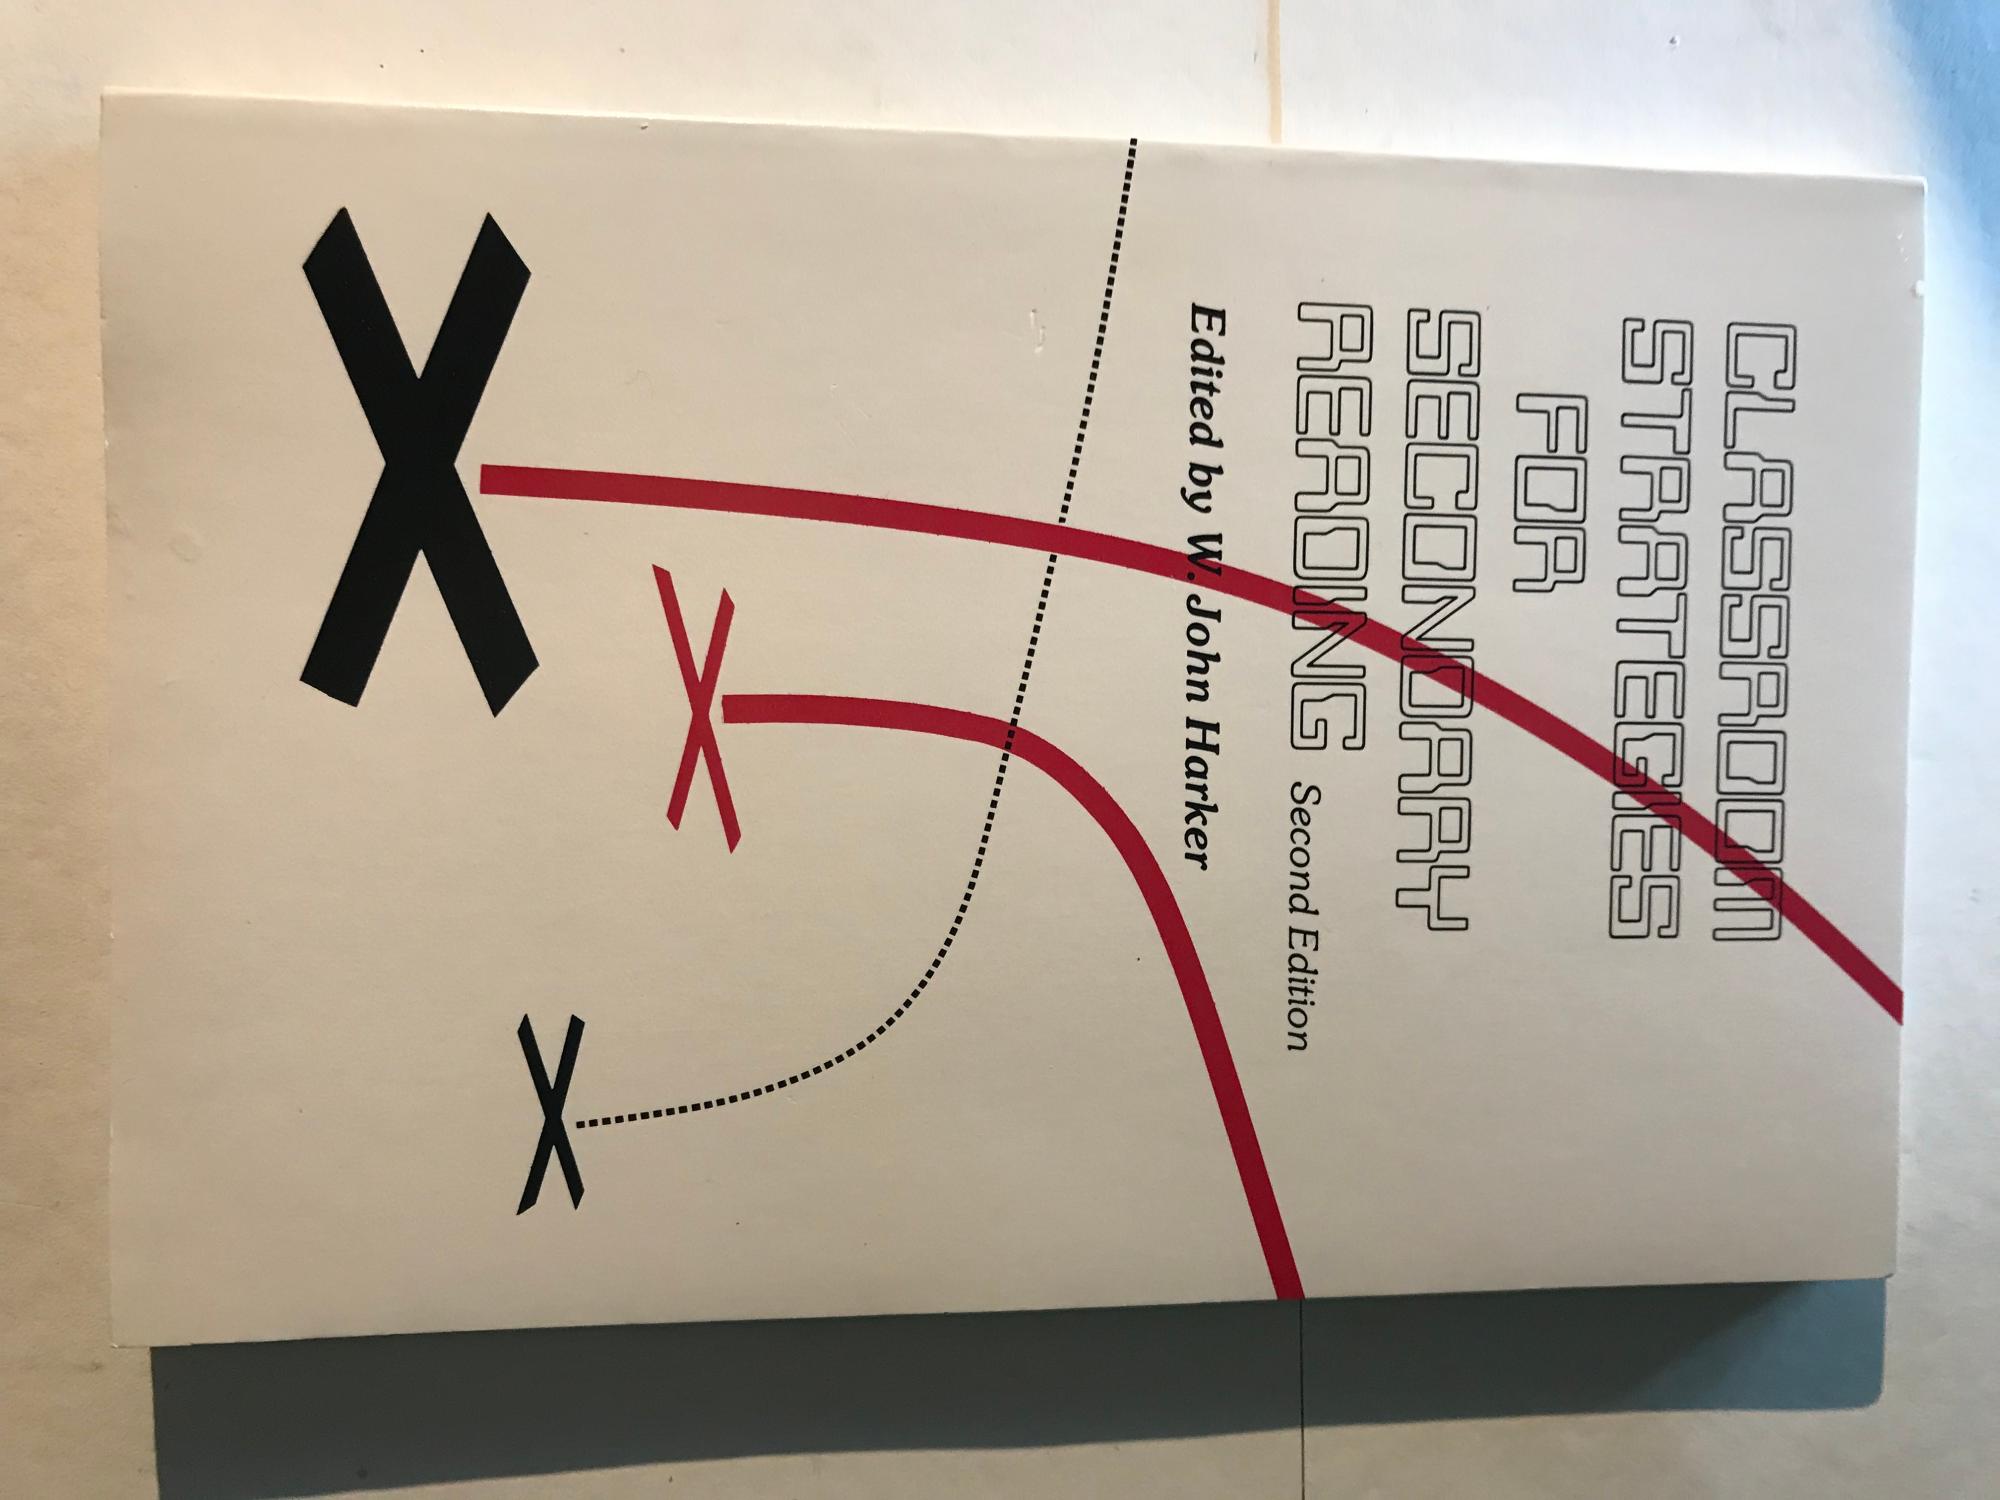 CLASSROOM
STRATEGIES
FOR
SECONDARY
READING Second Edition
Edited by W. John Harker
X
X
X